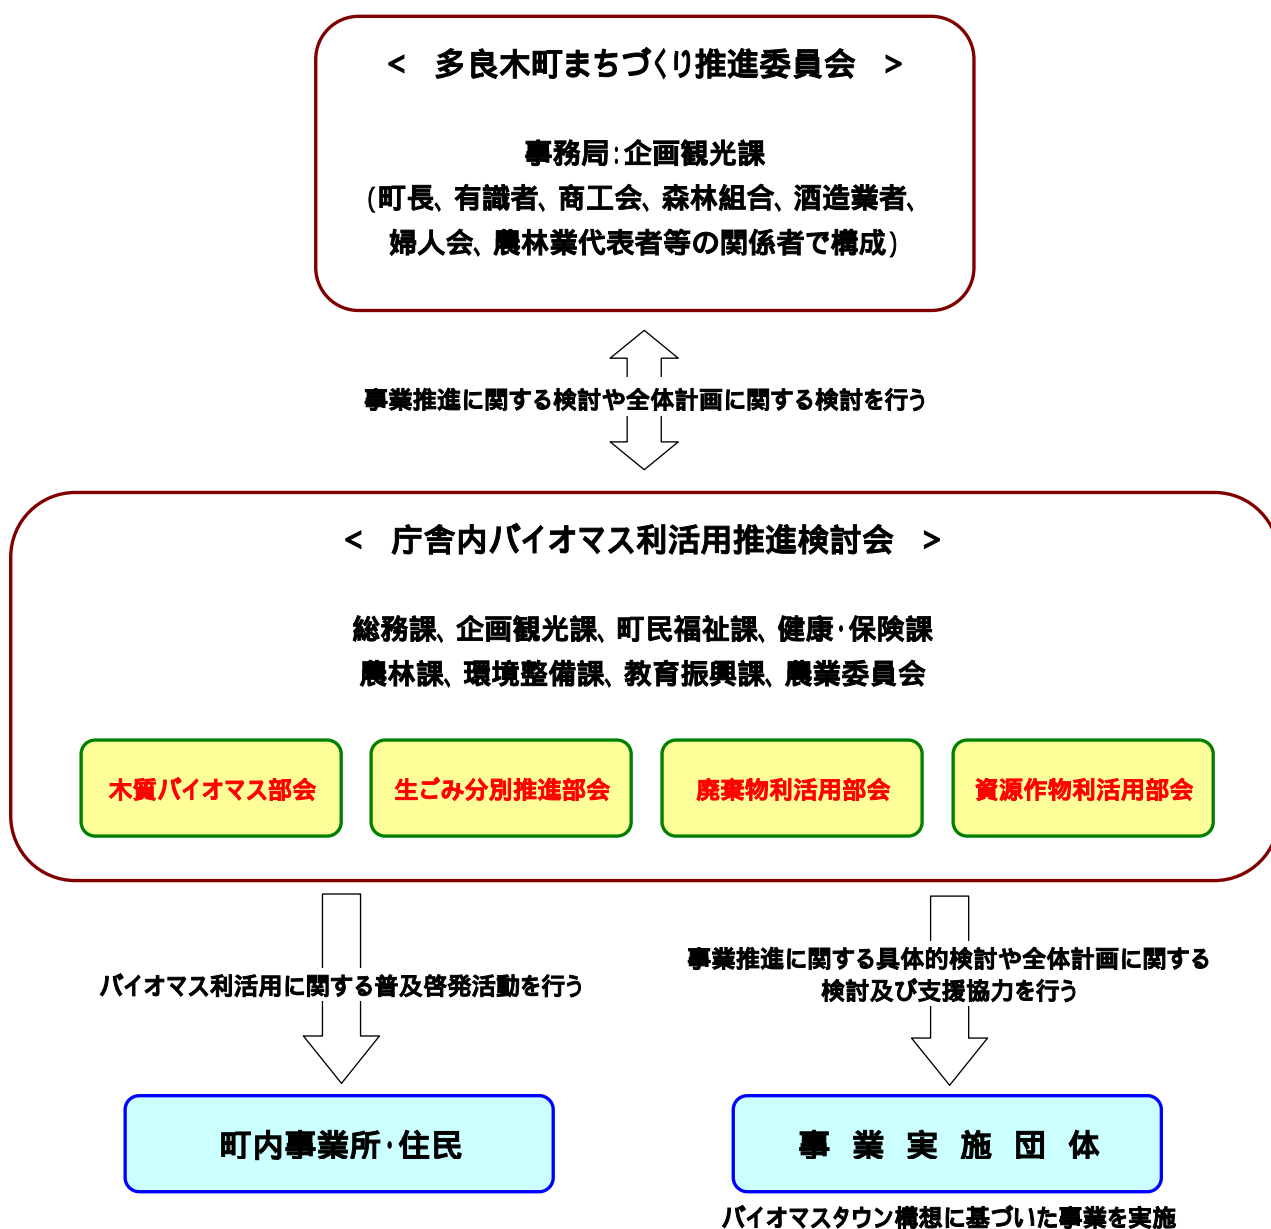 < 多良木町まちづくり推進委員会 >
事務局:企画観光課
(町長、有識者、商工会、森林組合、酒造業者、
婦人会、農林業代表者等の関係者で構成)
事業推進に関する検討や全体計画に関する検討を行う
< 庁舎内バイオマス利活用推進検討会 >
総務課、企画観光課、町民福祉課、健康・保険課
農林課、環境整備課、教育振興課、農業委員会
木質バイオマス部会
生ごみ分別推進部会
廃棄物利活用部会
資源作物利活用部会
バイオマス利活用に関する普及啓発活動を行う
事業推進に関する具体的検討や全体計画に関する
検討及び支援協力を行う
町内事業所・住民
事業実施団体
バイオマスタウン構想に基づいた事業を実施